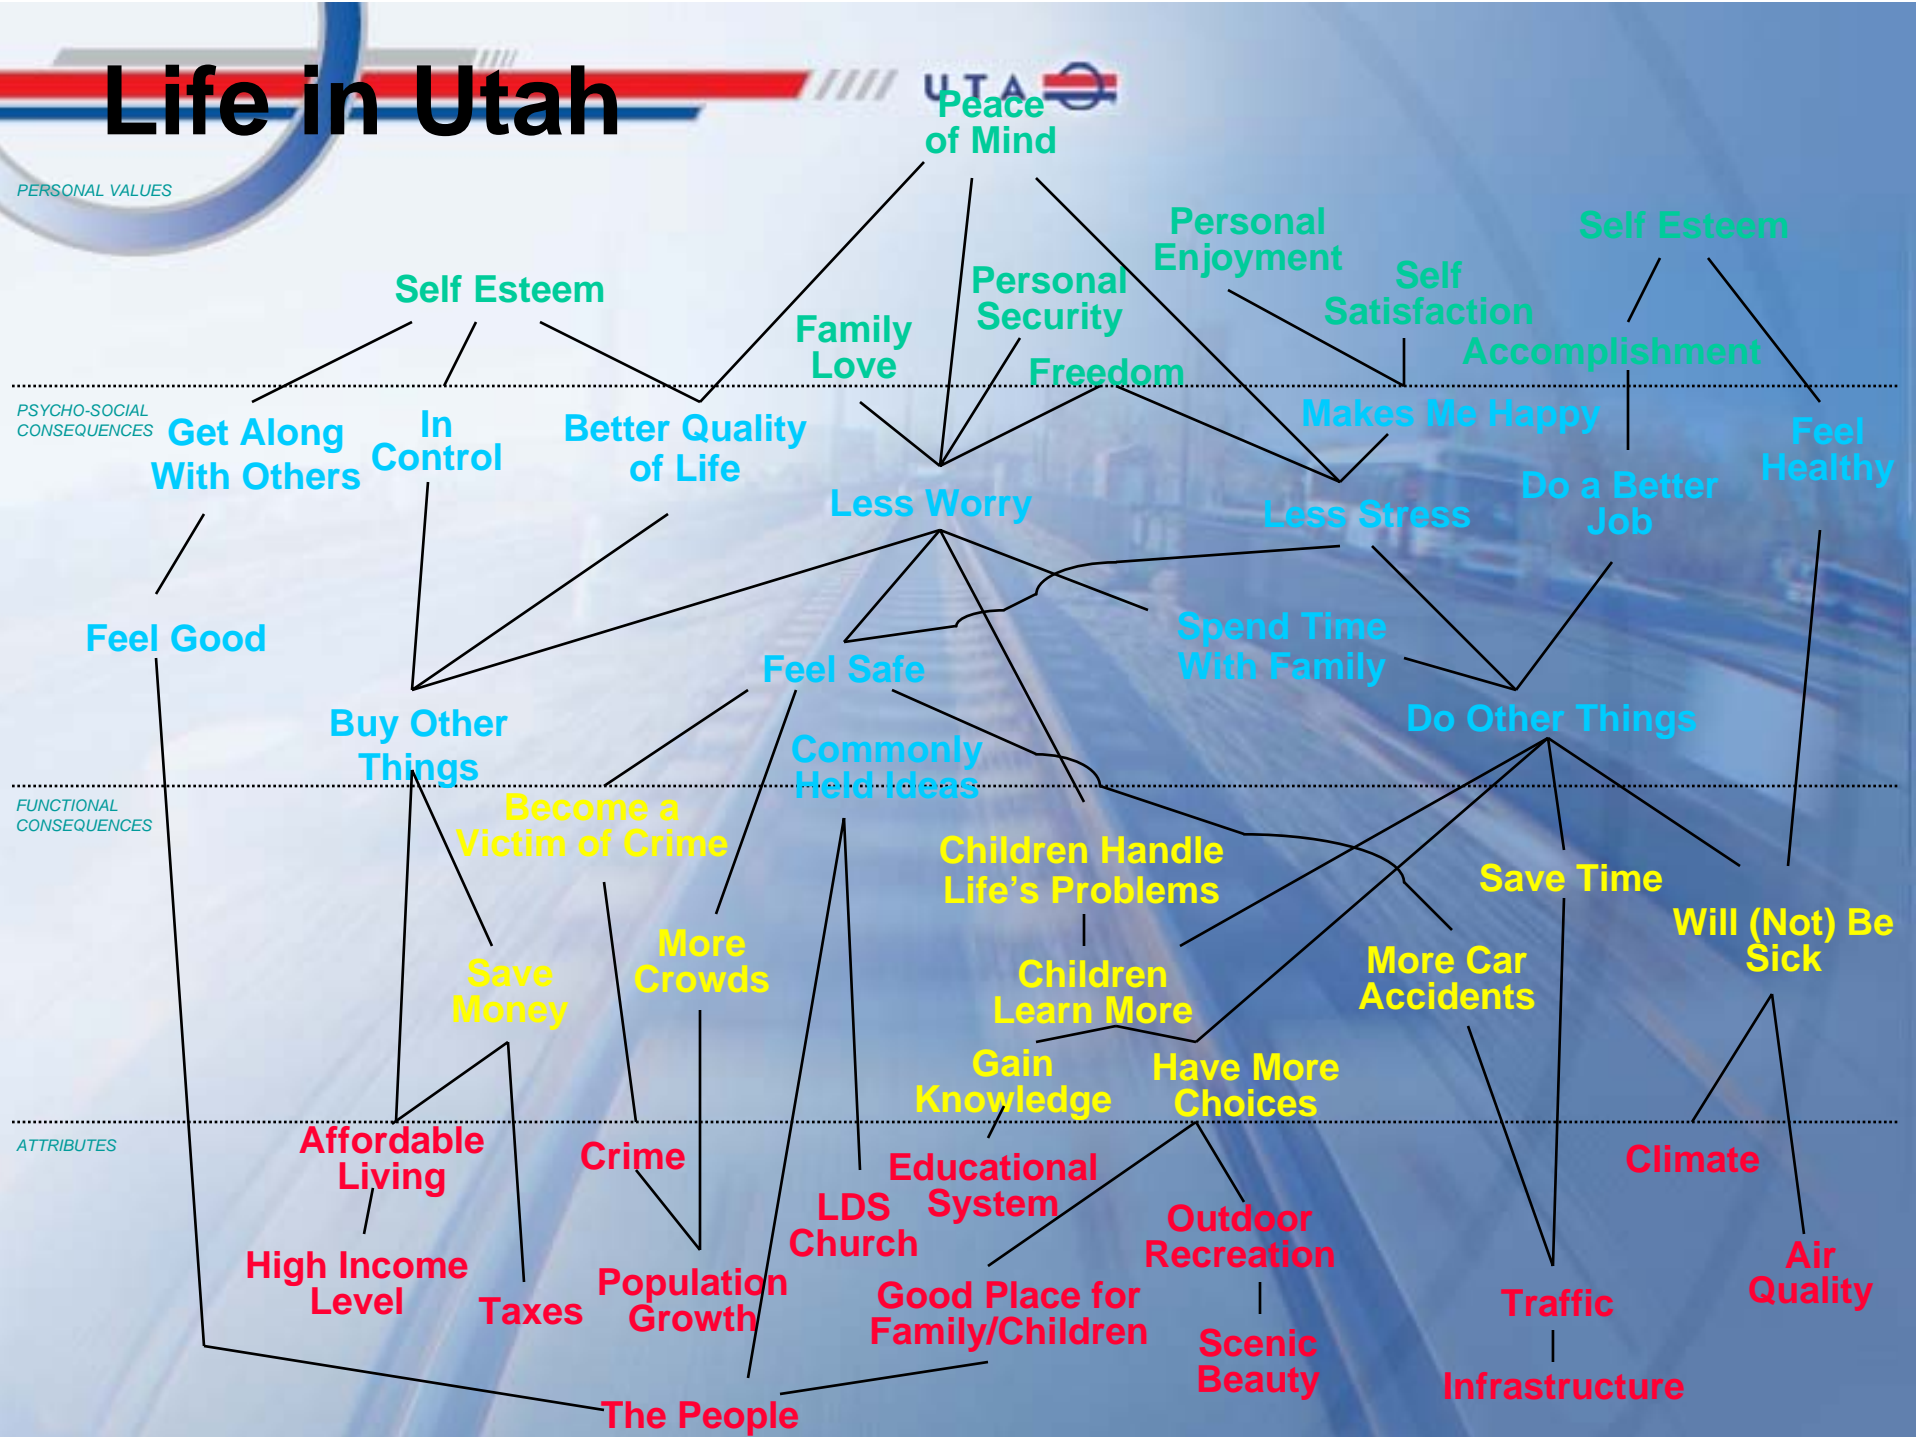 Life in Utah
UTA
Peace
of Mind
PERSONAL VALUES
Personal
Enjoyment
Self Esteem
Self Esteem
Personal
Security
Self
Satisfaction
Family
Love
Freedom
Accomplishment
PSYCHO-SOCIAL
CONSEQUENCES
Get Along
With Others
In
Control
Better Quality
of Life
Makes Me Happy
Feel
Healthy
Less Worry
Less Stress
Do a Better
Job
Feel Good
Feel Safe
Spend Time
With Family
Buy Other
Things
Commonly
Held Ideas
Do Other Things
FUNCTIONAL
CONSEQUENCES
Become a
Victim of Crime
Children Handle
Life's Problems
Save Time
Will (Not) Be
Sick
Save
Money
More
Crowds
Children
Learn More
More Car
Accidents
Gain
Knowledge
Have More
Choices
ATTRIBUTES
Affordable
Living
Crime
LDS
Church
Educational
System
Outdoor
Recreation
Climate
High Income
Level
Taxes
Population
Growth
Good Place for
Family/Children
Scenic
Beauty
Traffic
Air
Quality
Infrastructure
The People